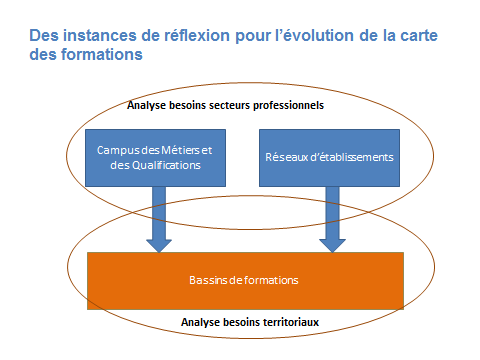 Des instances de réflexion pour l’évolution de la carte
des formations
Analyse besoins secteurs professionnels
Campus des Métiers et
des Qualifications
Réseaux d’établissements
Bassins de formations
Analyse besoins territoriaux